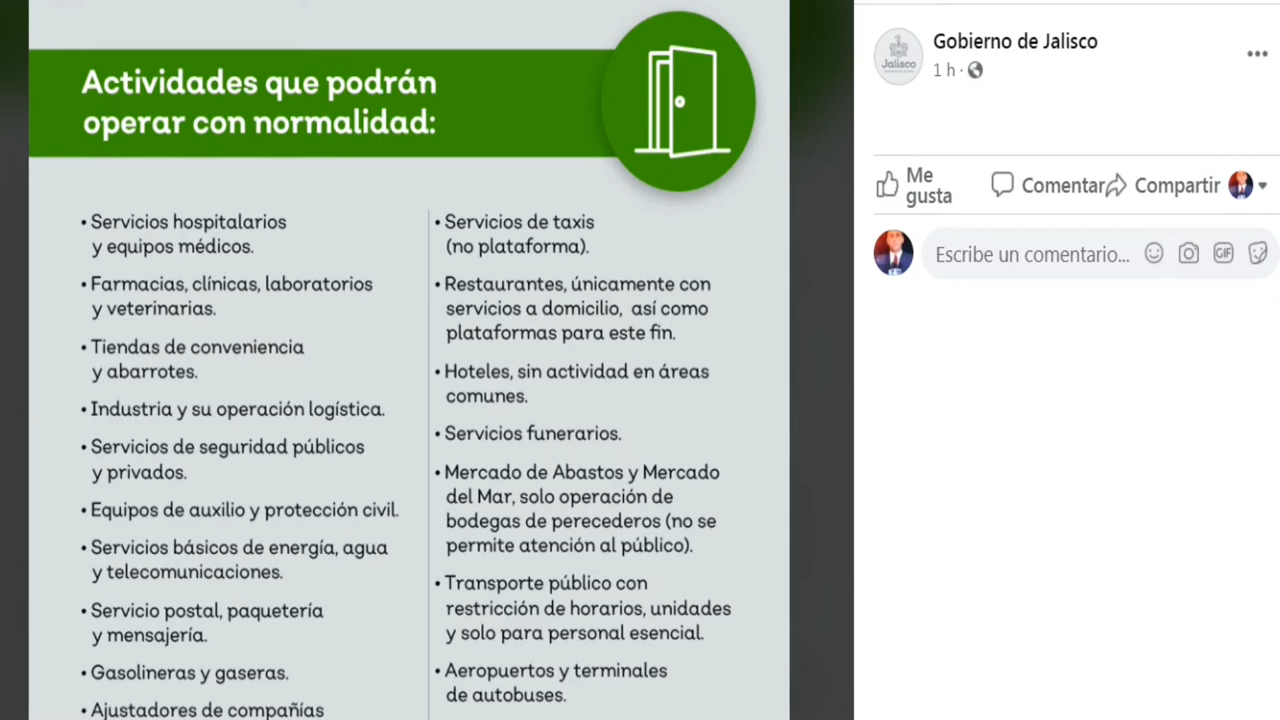 Actividades que podrán
operar con normalidad:
• Servicios hospitalarios
y equipos médicos.
• Farmacias, clínicas, laboratorios
y veterinarias.
• Tiendas de conveniencia
y abarrotes.
• Industria y su operación logística.
• Servicios de seguridad públicos
y privados.
• Equipos de auxilio y protección civil.
• Servicios básicos de energía, agua
y telecomunicaciones.
• Servicio postal, paquetería
y mensajería.
• Gasolineras y gaseras.
• Ajustadores de compañías
• Servicios de taxis
(no plataforma).
• Restaurantes, únicamente con
servicios a domicilio, así como
plataformas para este fin.
• Hoteles, sin actividad en áreas
comunes.
• Servicios funerarios.
• Mercado de Abastos y Mercado
del Mar, solo operación de
bodegas de perecederos (no se
permite atención al público).
• Transporte público con
restricción de horarios, unidades
y solo para personal esencial.
• Aeropuertos y terminales
de autobuses.
Jalisco
Gobierno de Jalisco
1 h ·
Me
gusta
Comentar
Compartir
Escribe un comentario...
GIF